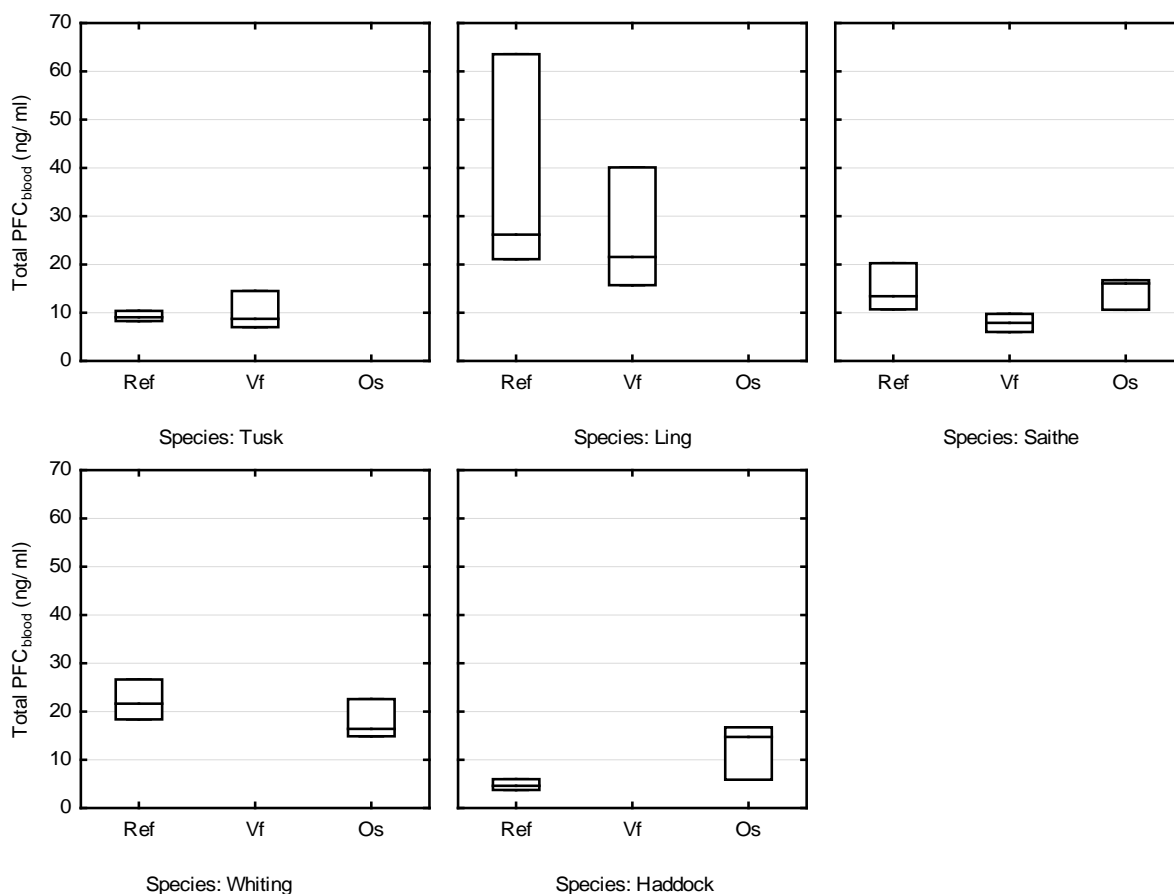 70
60
50
40
30
20
10
0
Total PFCblood (ng/ ml)
Ref Vf Os
Ref Vf Os
Ref Vf Os
Species: Tusk
Species: Ling
Species: Saithe
70
60
50
40
30
20
10
0
Total PFCblood (ng/ ml)
Ref Vf Os
Ref Vf Os
Species: Whiting
Species: Haddock